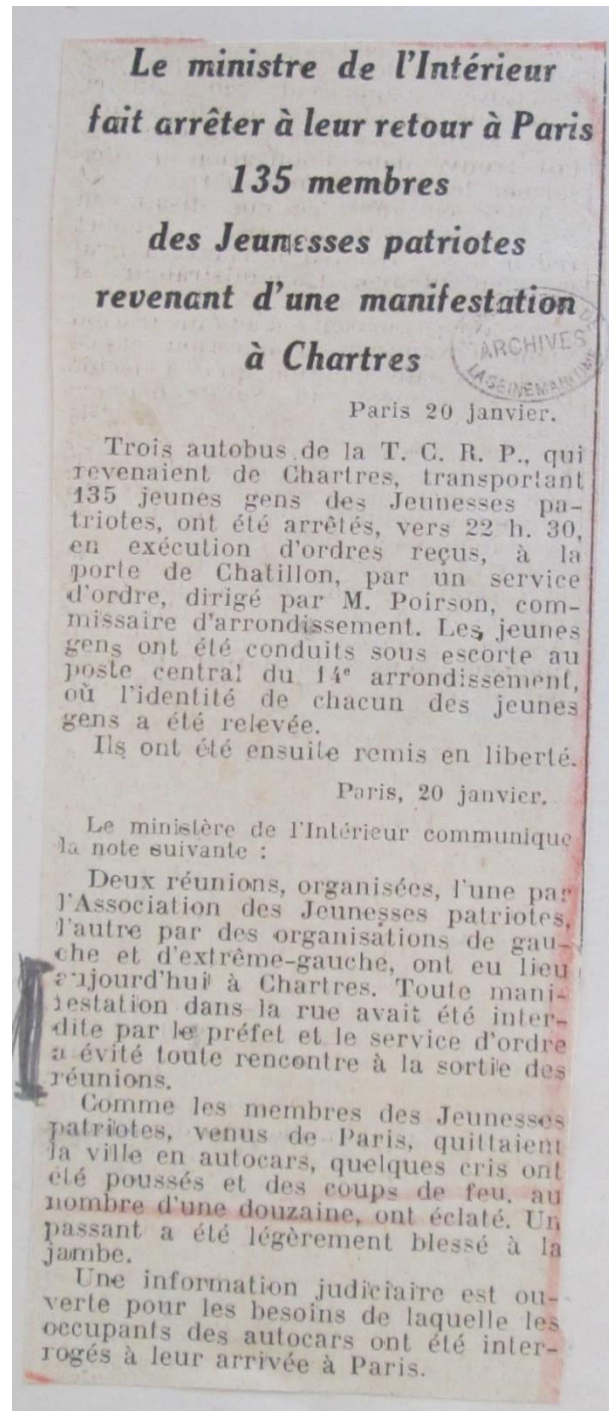 Le ministre de l'Intérieur
fait arrêter à leur retour à Paris
135 membres
des Jeunesses patriotes
revenant d'une manifestation
à Chartres
ARCHIVES
LA SEINE MARITIME
Paris 20 janvier.
Trois autobus de la T. C. R. P., qui
revenaient de Chartres, transportant
135 jeunes gens des Jeunesses pa-
triotes, ont été arrêtés, vers 22 h. 30,
en exécution d'ordres reçus, à la
porte de Chatillon, par un service
d'ordre, dirigé par M. Poirson, com-
missaire d'arrondissement. Les jeunes
gens ont été conduits sous escorte au
poste central du 14e arrondissement,
où l'identité de chacun des jeunes
gens a été relevée.
Ils ont été ensuite remis en liberté.
Paris, 20 janvier.
Le ministère de l'Intérieur communique
la note suivante :
Deux réunions, organisées, l'une par
l'Association des Jeunesses patriotes,
l'autre par des organisations de gau-
che et d'extrême-gauche, ont eu lieu
aujourd'hui à Chartres. Toute mani-
festation dans la rue avait été inter-
dite par le préfet et le service d'ordre
a évité toute rencontre à la sortie des
réunions.
Comme les membres des Jeunesses
patriotes, venus de Paris, quittaient
la ville en autocars, quelques cris ont
été poussés et des coups de feu, au
nombre d'une douzaine, ont éclaté. Un
passant a été légèrement blessé à la
jambe.
Une information judiciaire est ou-
verte pour les besoins de laquelle les
occupants des autocars ont été inter-
rogés à leur arrivée à Paris.